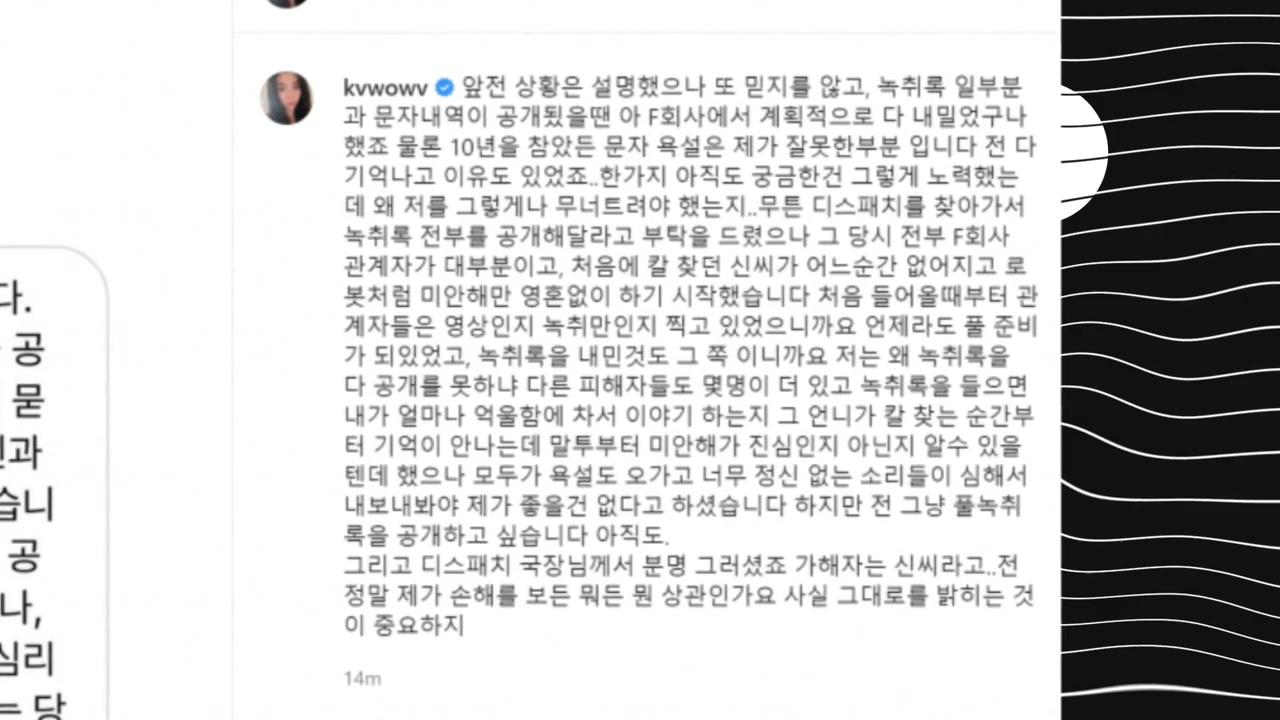 다.
공
묻
과
습니
공
나,
심리
는 당
kvwowv 앞전 상황은 설명했으나 또 믿지를 않고, 녹취록 일부분
과 문자내역이 공개됬을땐 아 F회사에서 계획적으로 다 내밀었구나
했죠 물론 10년을 참았든 문자 욕설은 제가 잘못한부분 입니다 전 다
기억나고 이유도 있었죠..한가지 아직도 궁금한건 그렇게 노력했는
데 왜 저를 그렇게나 무너트려야 했는지..무튼 디스패치를 찾아가서
녹취록 전부를 공개해달라고 부탁을 드렸으나 그 당시 전부 F회사
관계자가 대부분이고, 처음에 칼 찾던 신씨가 어느순간 없어지고 로
봇처럼 미안해만 영혼없이 하기 시작했습니다 처음 들어올때부터 관
계자들은 영상인지 녹취만인지 찍고 있었으니까요 언제라도 풀 준비
가 되있었고, 녹취록을 내민것도 그 쪽 이니까요 저는 왜 녹취록을
다 공개를 못하냐 다른 피해자들도 몇명이 더 있고 녹취록을 들으면
내가 얼마나 억울함에 차서 이야기 하는지 그 언니가 칼 찾는 순간부
터 기억이 안나는데 말투부터 미안해가 진심인지 아닌지 알수 있을
텐데 했으나 모두가 욕설도 오가고 너무 정신 없는 소리들이 심해서
내보내봐야 제가 좋을건 없다고 하셨습니다 하지만 전 그냥 풀녹취
록을 공개하고 싶습니다 아직도.
그리고 디스패치 국장님께서 분명 그러셨죠 가해자는 신씨라고..전
정말 제가 손해를 보든 뭐든 뭔 상관인가요 사실 그대로를 밝히는 것
이 중요하지
14m